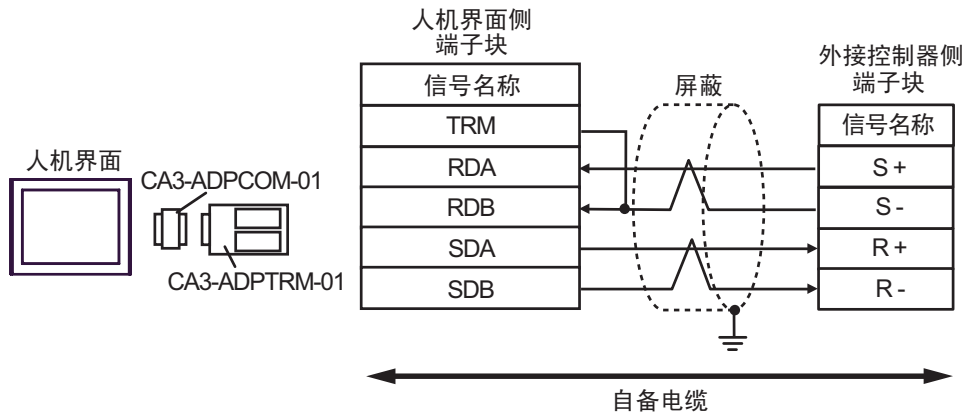 人机界面
CA3-ADPCOM-01
CA3-ADPTRM-01
人机界面侧
端子块
信号名称
TRM
RDA
RDB
SDA
SDB
屏蔽
外接控制器侧
端子块
信号名称
S+
S-
R+
R-
自备电缆